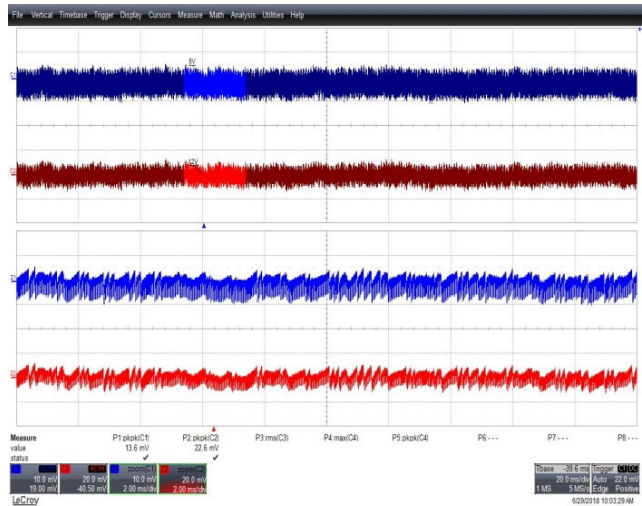 File Vertical Timebase Trigger Display Cursors Measure Math Analysis Utilities Help
5V
12V
Measure P1:pkpk(C1) P2:pkpk(C2) P3:rms(C3) P4:max(C4) P5:pkpk(C4) P6:--- P7:--- P8:---
value 13.6 mV 22.6 mV
status ✓ ✓
zoom(C1) zoom(C2) Tbase -39.6 ms Trigger
10.0 mV 20.0 mV 10.0 mV 20.0 mV 20.0 ms/div Auto 22.0 mV
19.00 mV -40.50 mV 2.00 ms/div 2.00 ms/div 1 MS 5 MS/s Edge Positive
LeCroy 6/29/2018 10:03:29 AM